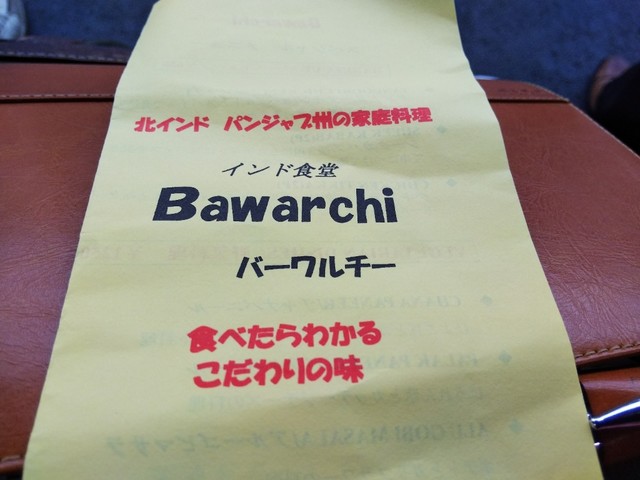 北インド パンジャブ州の家庭料理
インド食堂
Bawarchi
バーワルチー
食べたらわかる
こだわりの味